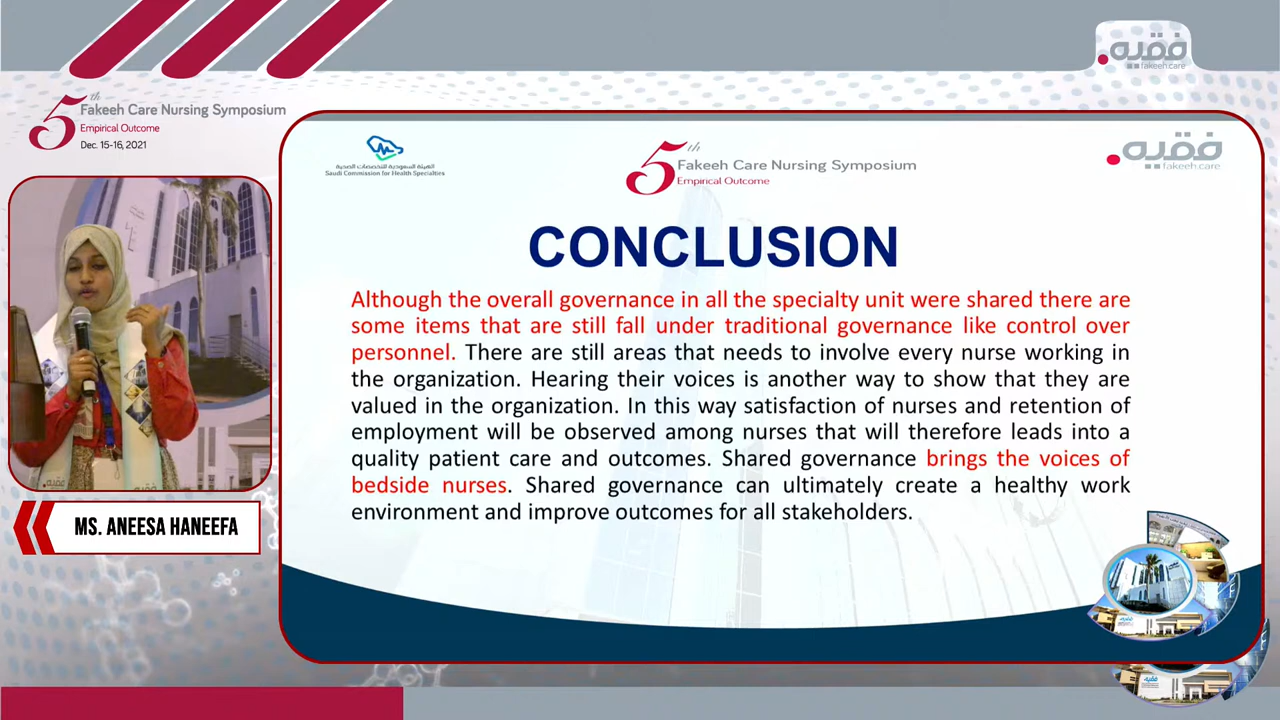 فقيه
fakeeh.care
5th
Fakeeh Care Nursing Symposium
Empirical Outcome
Dec. 15-16, 2021
الهيئة السعودية للتخصصات الصحية
Saudi Commission for Health Specialties
5th
Fakeeh Care Nursing Symposium
Empirical Outcome
فقيه
fakeeh.care
CONCLUSION
Although the overall governance in all the specialty unit were shared there are
some items that are still fall under traditional governance like control over
personnel. There are still areas that needs to involve every nurse working in
the organization. Hearing their voices is another way to show that they are
valued in the organization. In this way satisfaction of nurses and retention of
employment will be observed among nurses that will therefore leads into a
quality patient care and outcomes. Shared governance brings the voices of
bedside nurses. Shared governance can ultimately create a healthy work
environment and improve outcomes for all stakeholders.
MS. ANEESA HANEEFA